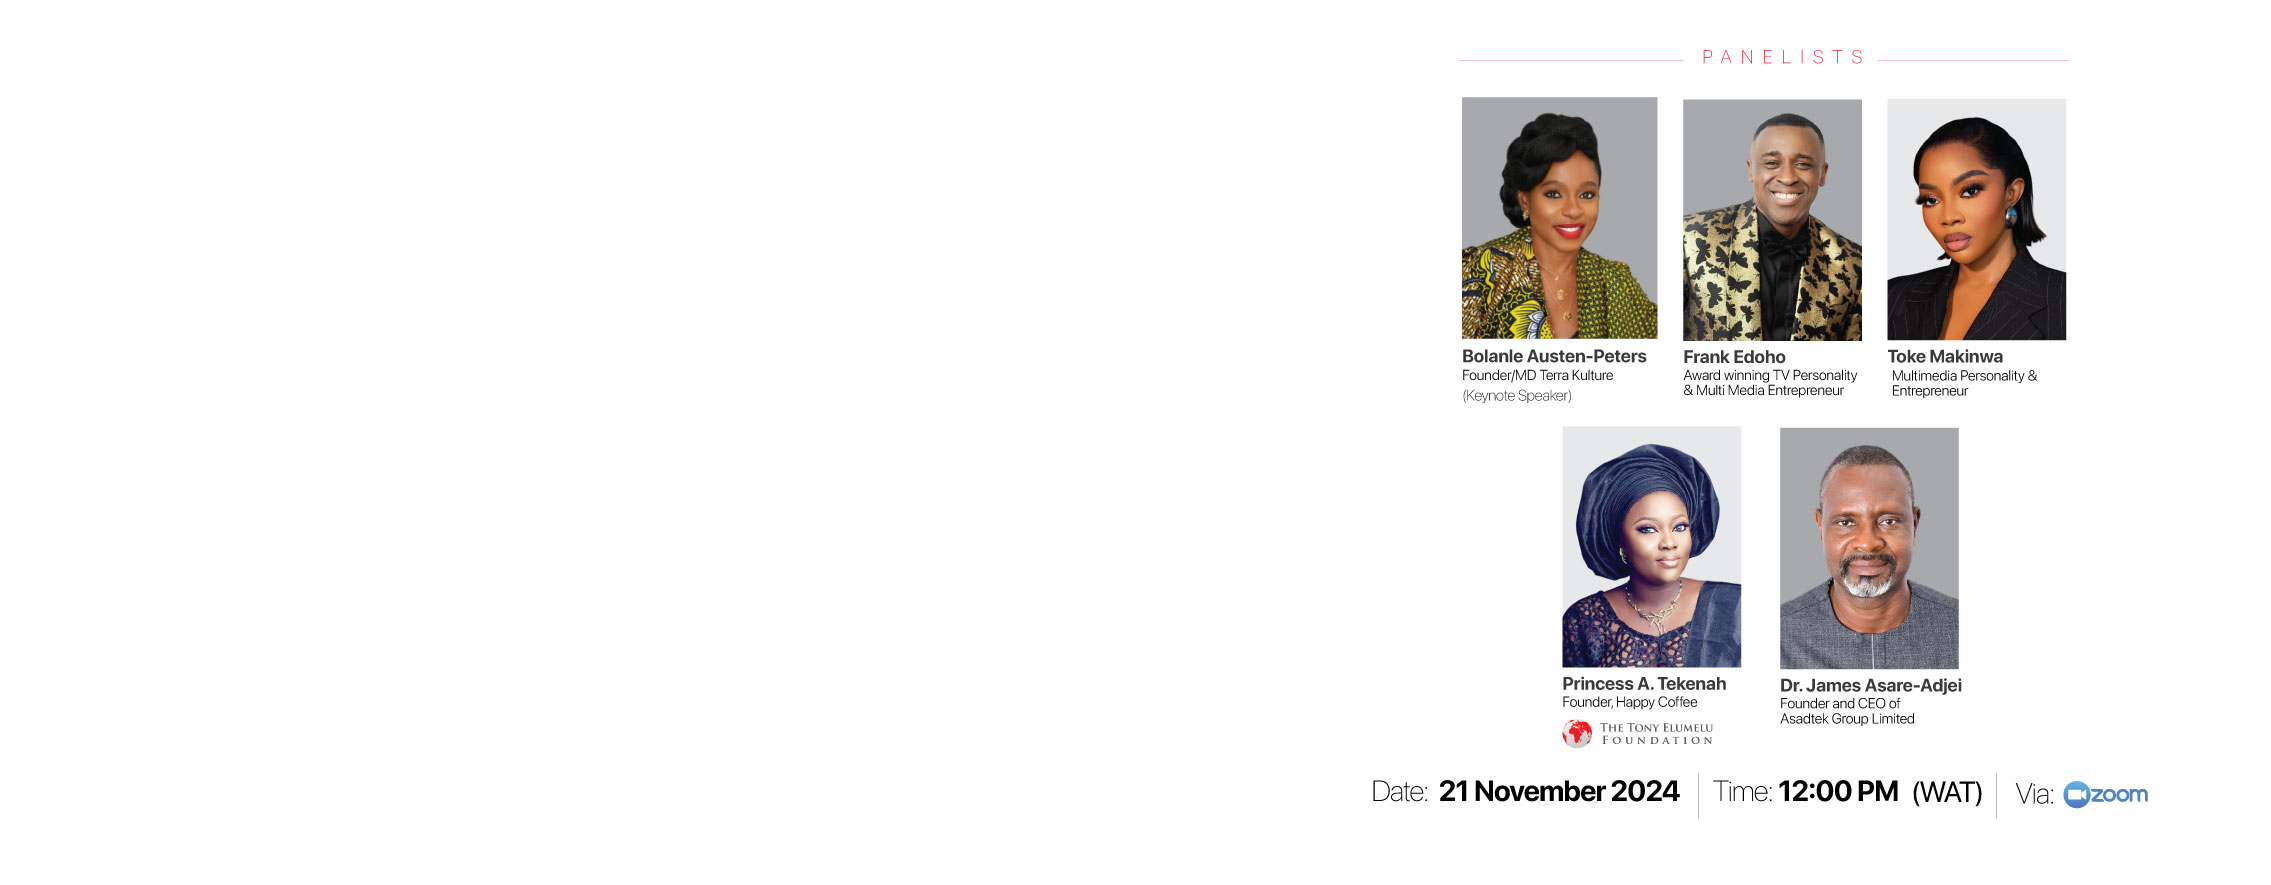 PANELISTS
Bolanle Austen-Peters
Founder/MD Terra Kulture
(Keynote Speaker)
Frank Edoho
Award winning TV Personality
& Multi Media Entrepreneur
Toke Makinwa
Multimedia Personality &
Entrepreneur
Princess A. Tekenah
Founder, Happy Coffee
THE TONY ELUMELU
FOUNDATION
Dr. James Asare-Adjei
Founder and CEO of
Asadtek Group Limited
Date: 21 November 2024 Time: 12:00 PM (WAT) Via: zoom